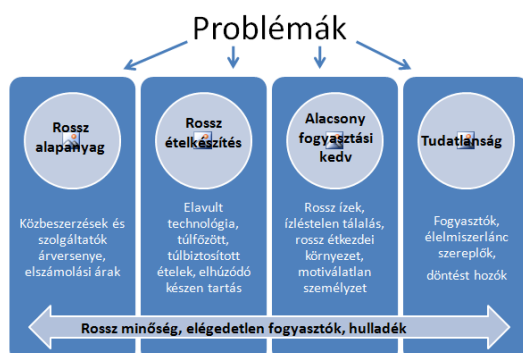 Problémák
Rossz
alapanyag
Közbeszerzések és
szolgáltatók
árversenye,
elszámolási árak
Rossz
ételkészítés
Elavult
technológia,
túlfőzött,
túlbiztosított
ételek, elhúzódó
készen tartás
Alacsony
fogyasztási
kedv
Rossz ízek,
ízléstelen tálalás,
rossz étkezdei
környezet,
motiválatlan
személyzet
Tudatlanság
Fogyasztók,
élelmiszerlánc
szereplők,
döntést hozók
Rossz minőség, elégedetlen fogyasztók, hulladék